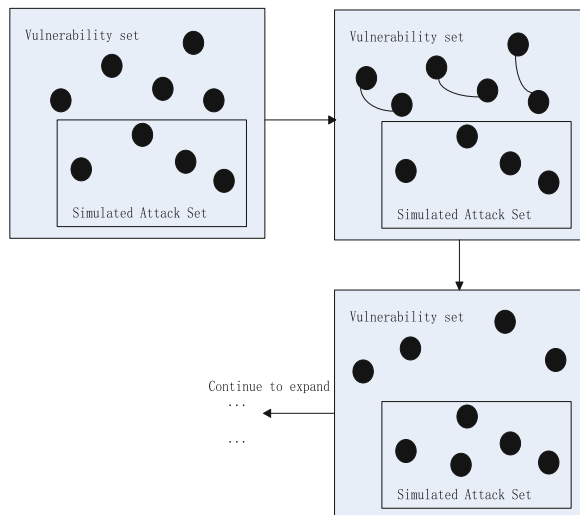 Vulnerability set
Simulated Attack Set
Vulnerability set
Simulated Attack Set
Vulnerability set
Simulated Attack Set
Continue to expand
...
...